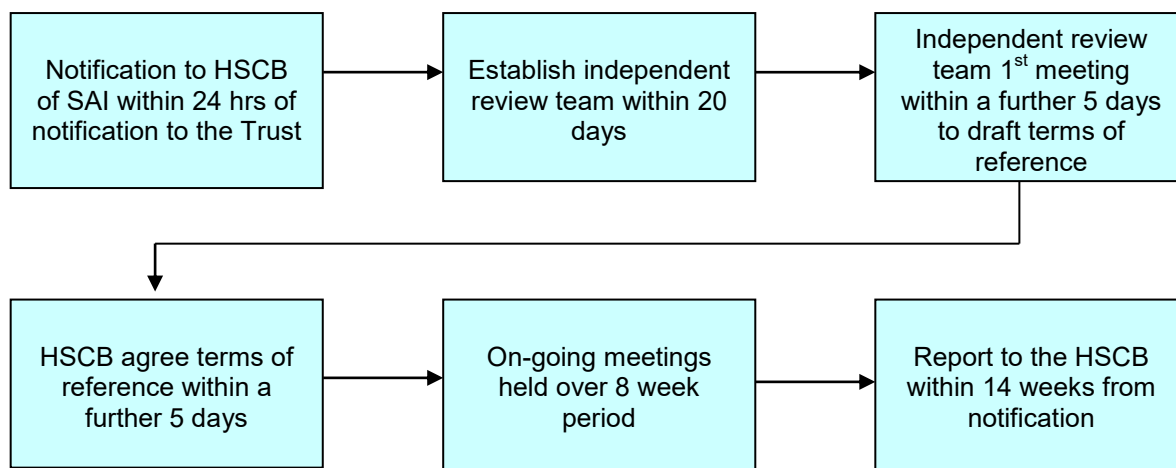 Notification to HSCB
of SAI within 24 hrs of
notification to the Trust
Establish independent
review team within 20
days
Independent review
team 1st meeting
within a further 5 days
to draft terms of
reference
HSCB agree terms of
reference within a
further 5 days
On-going meetings
held over 8 week
period
Report to the HSCB
within 14 weeks from
notification